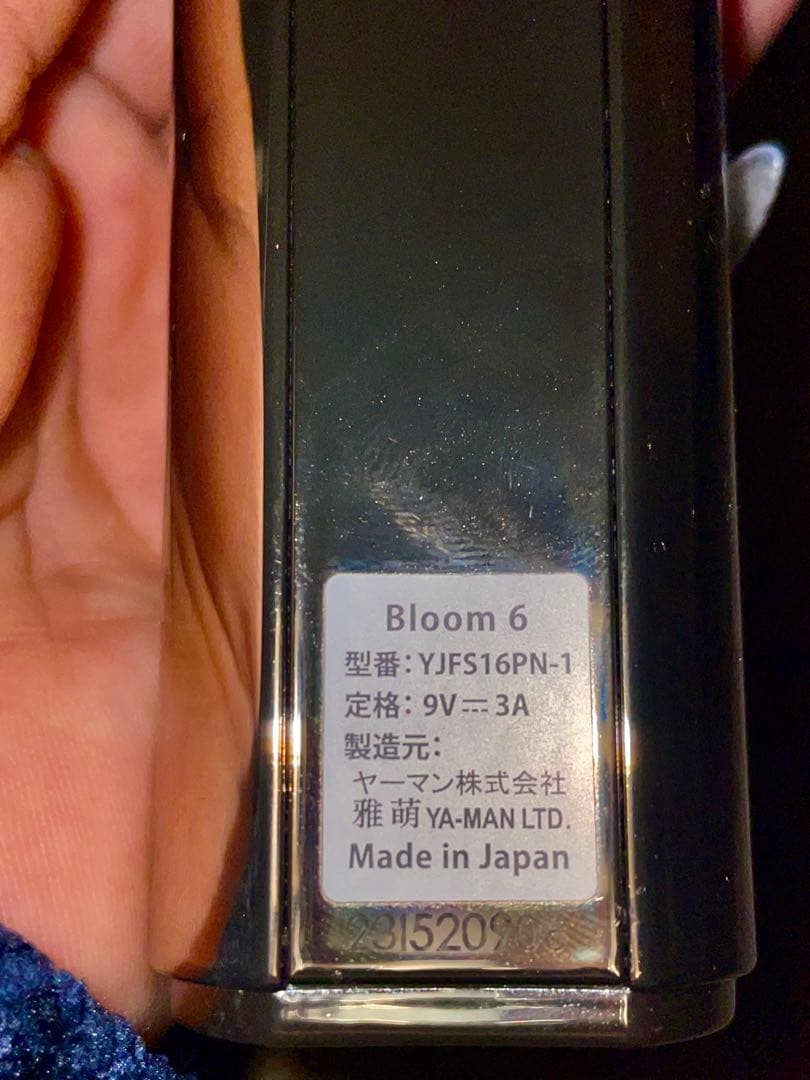 Bloom 6
型番：YJFS16PN-1
定格：9V⎓3A
製造元：
ヤーマン株式会社
雅萌 YA-MAN LTD.
Made in Japan